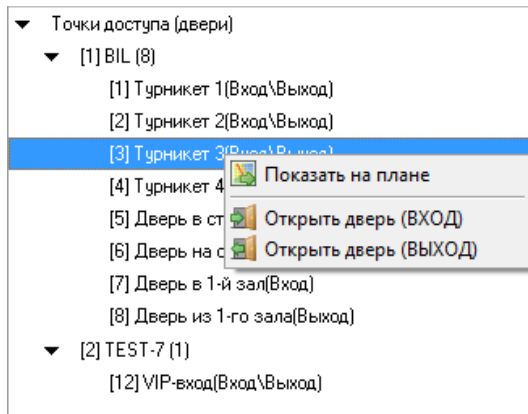 Точки доступа (двери)
[1] BIL (8)
[1] Турникет 1(Вход\Выход)
[2] Турникет 2(Вход\Выход)
[3] Турникет 3(Вход\Выход)
[4] Турникет 4
Показать на плане
[5] Дверь в ст
Открыть дверь (ВХОД)
[6] Дверь на
Открыть дверь (ВЫХОД)
[7] Дверь в 1-й зал(Вход)
[8] Дверь из 1-го зала(Выход)
[2] TEST-7 (1)
[12] VIP-вход(Вход\Выход)